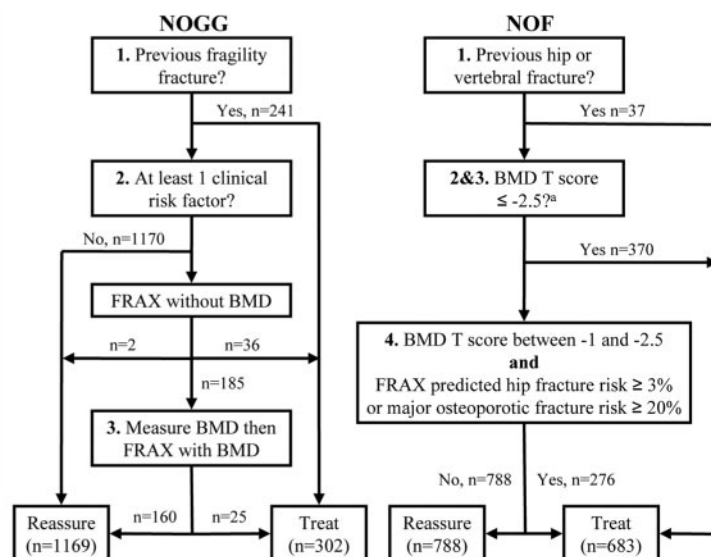 NOGG
1. Previous fragility
fracture?
Yes, n=241
2. At least 1 clinical
risk factor?
No, n=1170
FRAX without BMD
n=2
n=36
n=185
3. Measure BMD then
FRAX with BMD
n=160
n=25
Reassure
(n=1169)
Treat
(n=302)
NOF
1. Previous hip or
vertebral fracture?
Yes n=37
2&3. BMD T score
≤ -2.5?ª
Yes n=370
4. BMD T score between -1 and -2.5
and
FRAX predicted hip fracture risk ≥ 3%
or major osteoporotic fracture risk ≥ 20%
No, n=788
Yes, n=276
Reassure
(n=788)
Treat
(n=683)